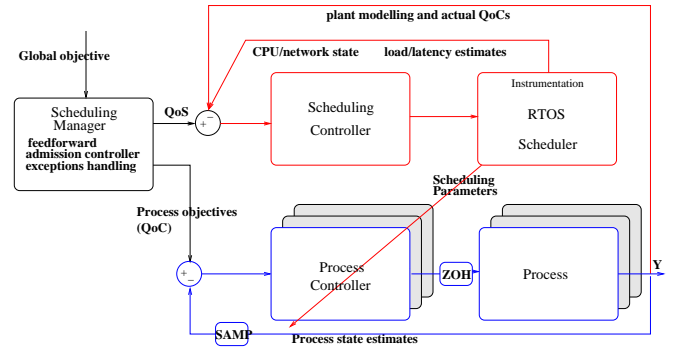 plant modelling and actual QoCs
CPU/network state load/latency estimates
Global objective
Instrumentation
RTOS
Scheduler
Scheduling
Controller
Scheduling
Manager
feedforward
admission controller
exceptions handling
QoS
+
−
Scheduling
Parameters
Process objectives
(QoC)
+
−
Process
Controller
ZOH
Process
Y
SAMP
Process state estimates